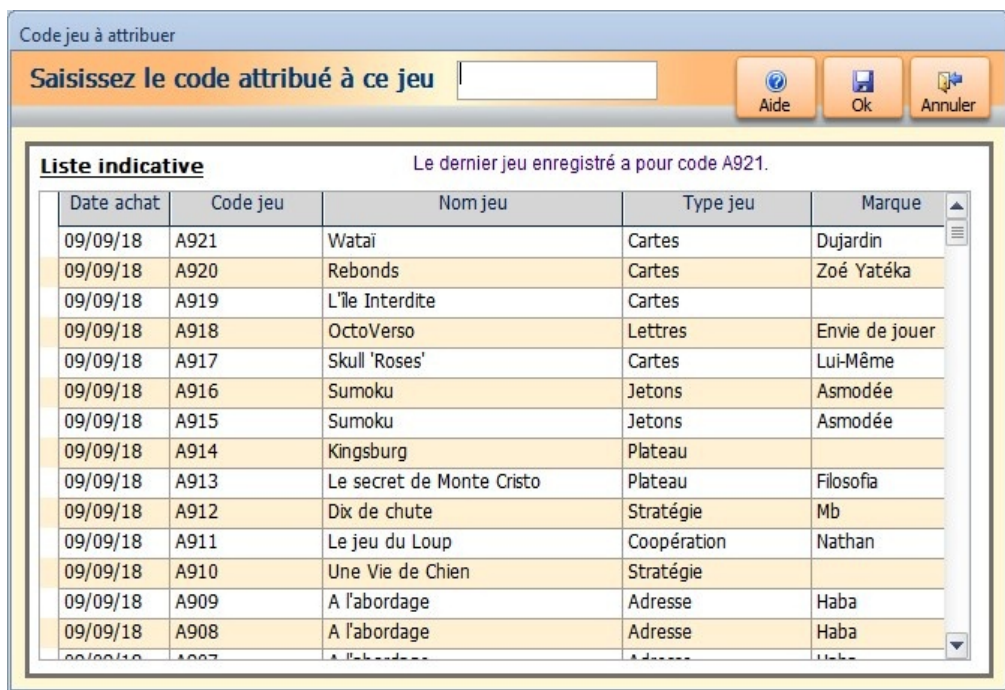 Code jeu à attribuer
Saisissez le code attribué à ce jeu
Aide Ok Annuler
Liste indicative Le dernier jeu enregistré a pour code A921.
Date achat Code jeu Nom jeu Type jeu Marque
09/09/18 A921 Wataï Cartes Dujardin
09/09/18 A920 Rebonds Cartes Zoé Yatéka
09/09/18 A919 L'île Interdite Cartes
09/09/18 A918 OctoVerso Lettres Envie de jouer
09/09/18 A917 Skull 'Roses' Cartes Lui-Même
09/09/18 A916 Sumoku Jetons Asmodée
09/09/18 A915 Sumoku Jetons Asmodée
09/09/18 A914 Kingsburg Plateau
09/09/18 A913 Le secret de Monte Cristo Plateau Filosofia
09/09/18 A912 Dix de chute Stratégie Mb
09/09/18 A911 Le jeu du Loup Coopération Nathan
09/09/18 A910 Une Vie de Chien Stratégie
09/09/18 A909 A l'abordage Adresse Haba
09/09/18 A908 A l'abordage Adresse Haba